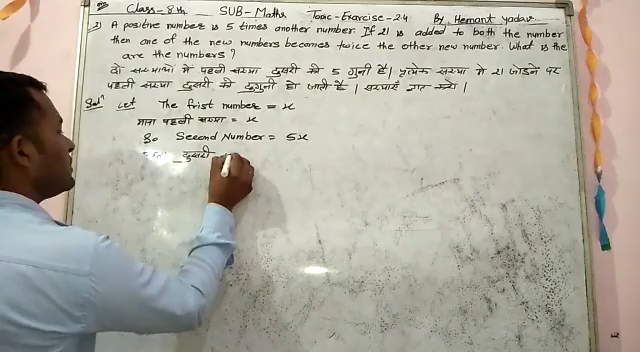 Class-8th SUB-Maths Topic-Exercise-2.4 By. Hemant yadav
A positive number is 5 times another number. If 21 is added to both the number
then one of the new numbers becomes twice the other new number. What is the
are the numbers?
दो संख्याओं में पहली संख्या दुसरी की 5 गुनी है। प्रत्येक संख्या में 21 जोड़ने पर
पहली संख्या दुसरी की दुगुनी हो जाती है। संख्याएँ ज्ञात करो।
Solⁿ Let The frist number = x
माना पहली संख्या = x
So Second Number = 5x
दुसरी